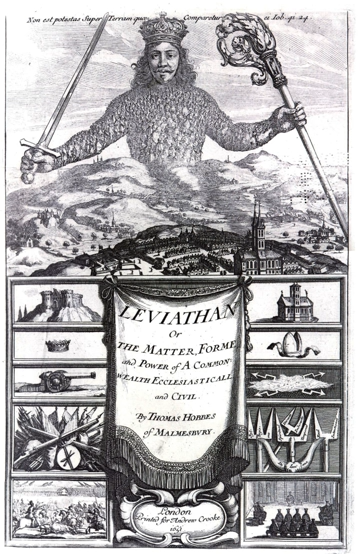 Non est potestas Super Terram quae Comparetur ei Iob. 41. 24
LEVIATHAN
Or
THE MATTER, FORME
and POWER of A COMMON-
WEALTH ECCLESIASTICALL
and CIVIL.
By THOMAS HOBBES
of MALMESBURY.
London
Printed for Andrew Crooke
1651